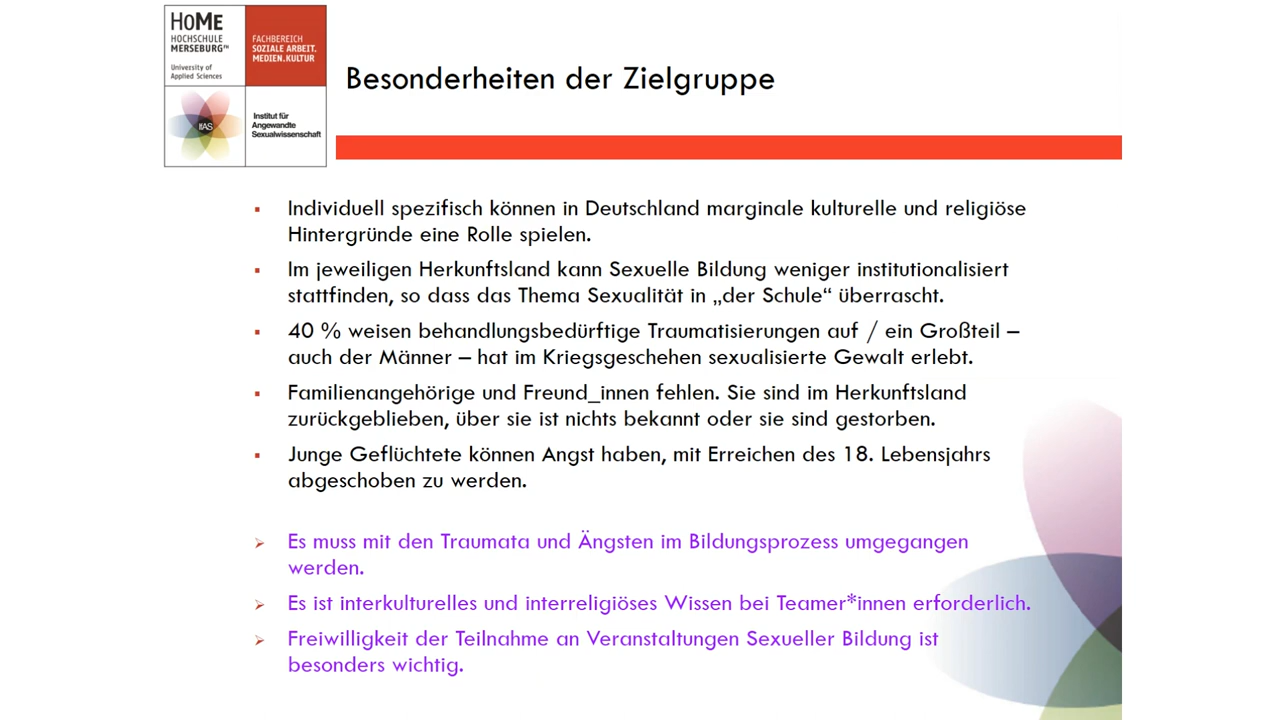 HoMe
HOCHSCHULE
MERSEBURG FH
University of
Applied Sciences
FACHBEREICH
SOZIALE ARBEIT.
MEDIEN.KULTUR
IfAS
Institut für
Angewandte
Sexualwissenschaft
Besonderheiten der Zielgruppe
▪ Individuell spezifisch können in Deutschland marginale kulturelle und religiöse
Hintergründe eine Rolle spielen.
▪ Im jeweiligen Herkunftsland kann Sexuelle Bildung weniger institutionalisiert
stattfinden, so dass das Thema Sexualität in „der Schule“ überrascht.
▪ 40 % weisen behandlungsbedürftige Traumatisierungen auf / ein Großteil –
auch der Männer – hat im Kriegsgeschehen sexualisierte Gewalt erlebt.
▪ Familienangehörige und Freund_innen fehlen. Sie sind im Herkunftsland
zurückgeblieben, über sie ist nichts bekannt oder sie sind gestorben.
▪ Junge Geflüchtete können Angst haben, mit Erreichen des 18. Lebensjahrs
abgeschoben zu werden.
➢ Es muss mit den Traumata und Ängsten im Bildungsprozess umgegangen
werden.
➢ Es ist interkulturelles und interreligiöses Wissen bei Teamer*innen erforderlich.
➢ Freiwilligkeit der Teilnahme an Veranstaltungen Sexueller Bildung ist
besonders wichtig.